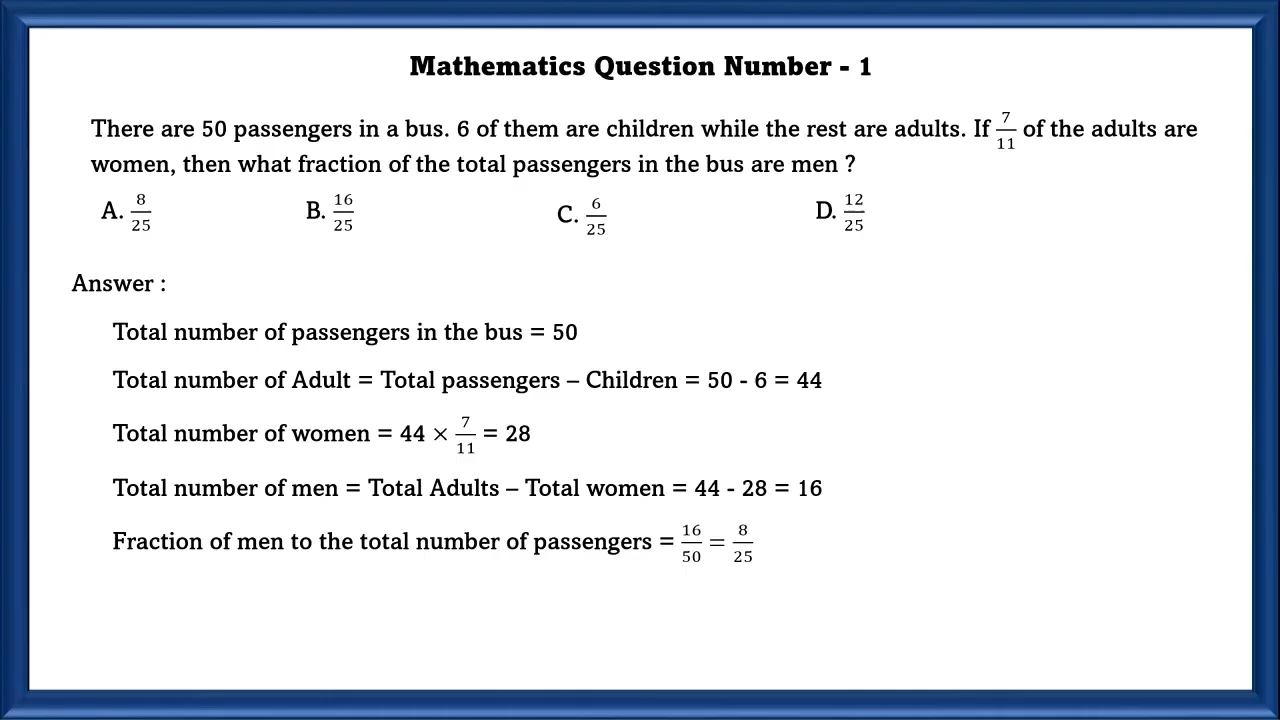 Mathematics Question Number - 1
There are 50 passengers in a bus. 6 of them are children while the rest are adults. If 7/11 of the adults are
women, then what fraction of the total passengers in the bus are men ?
A. 8/25 B. 16/25 C. 6/25 D. 12/25
Answer :
Total number of passengers in the bus = 50
Total number of Adult = Total passengers – Children = 50 - 6 = 44
Total number of women = 44 × 7/11 = 28
Total number of men = Total Adults – Total women = 44 - 28 = 16
Fraction of men to the total number of passengers = 16/50 = 8/25